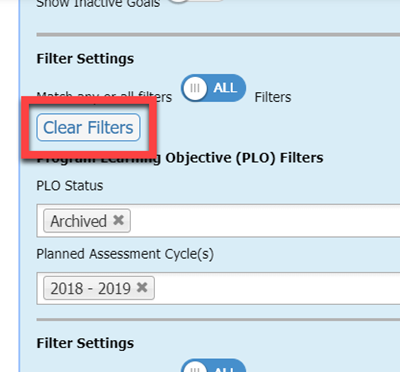 Show Inactive Goals
Filter Settings
Match any or all filters ALL Filters
Clear Filters
Program Learning Objective (PLO) Filters
PLO Status
Archived ✖
Planned Assessment Cycle(s)
2018 - 2019 ✖
Filter Settings
ALL